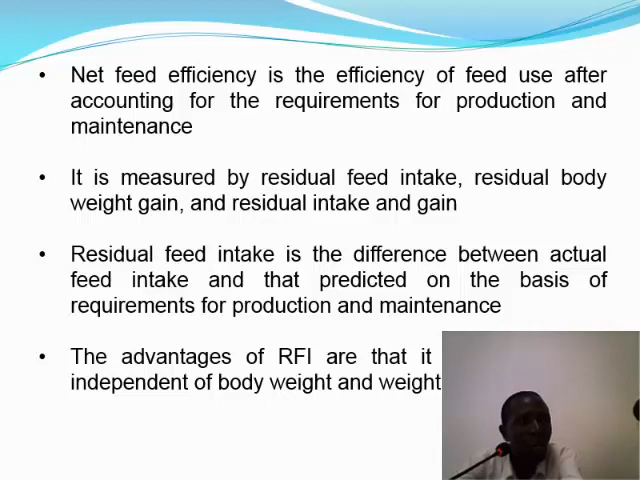 • Net feed efficiency is the efficiency of feed use after
accounting for the requirements for production and
maintenance
• It is measured by residual feed intake, residual body
weight gain, and residual intake and gain
• Residual feed intake is the difference between actual
feed intake and that predicted on the basis of
requirements for production and maintenance
• The advantages of RFI are that it
independent of body weight and weight